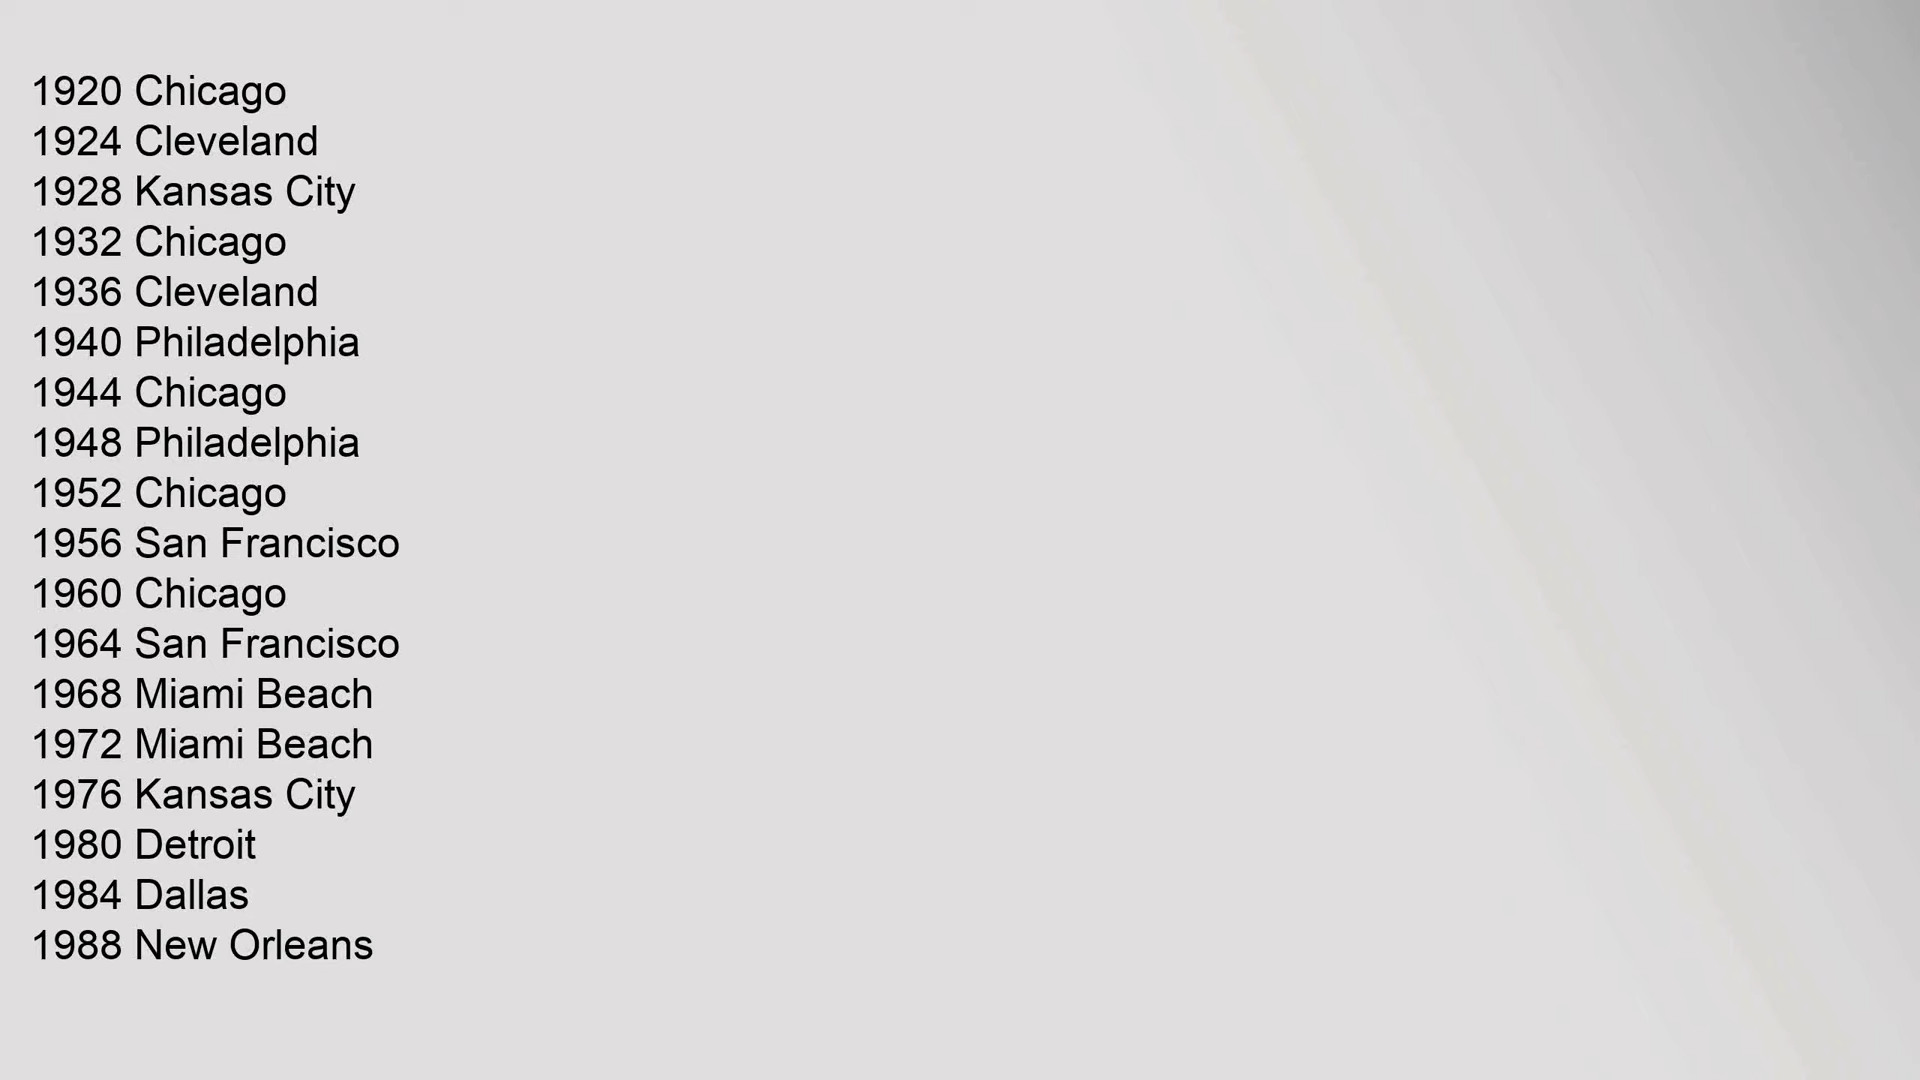 1920 Chicago
1924 Cleveland
1928 Kansas City
1932 Chicago
1936 Cleveland
1940 Philadelphia
1944 Chicago
1948 Philadelphia
1952 Chicago
1956 San Francisco
1960 Chicago
1964 San Francisco
1968 Miami Beach
1972 Miami Beach
1976 Kansas City
1980 Detroit
1984 Dallas
1988 New Orleans